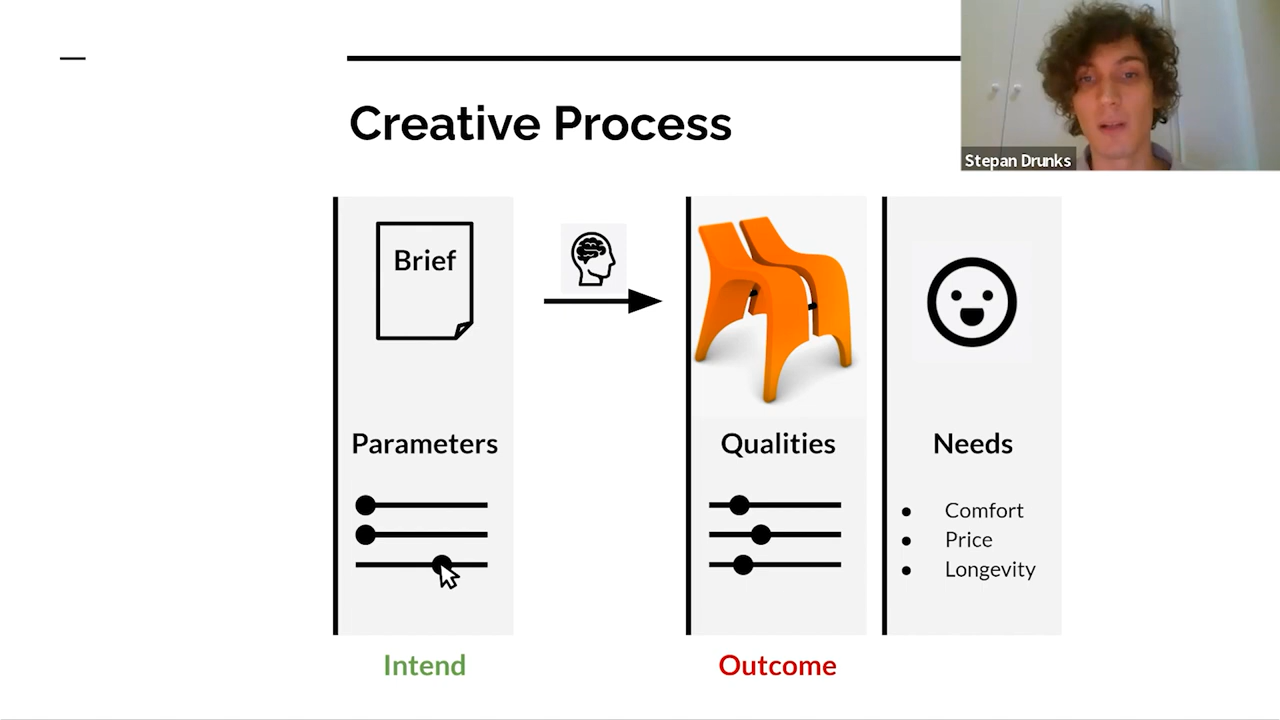 Creative Process
Stepan Drunks
Brief
Parameters
Qualities
Needs
• Comfort
• Price
• Longevity
Intend
Outcome